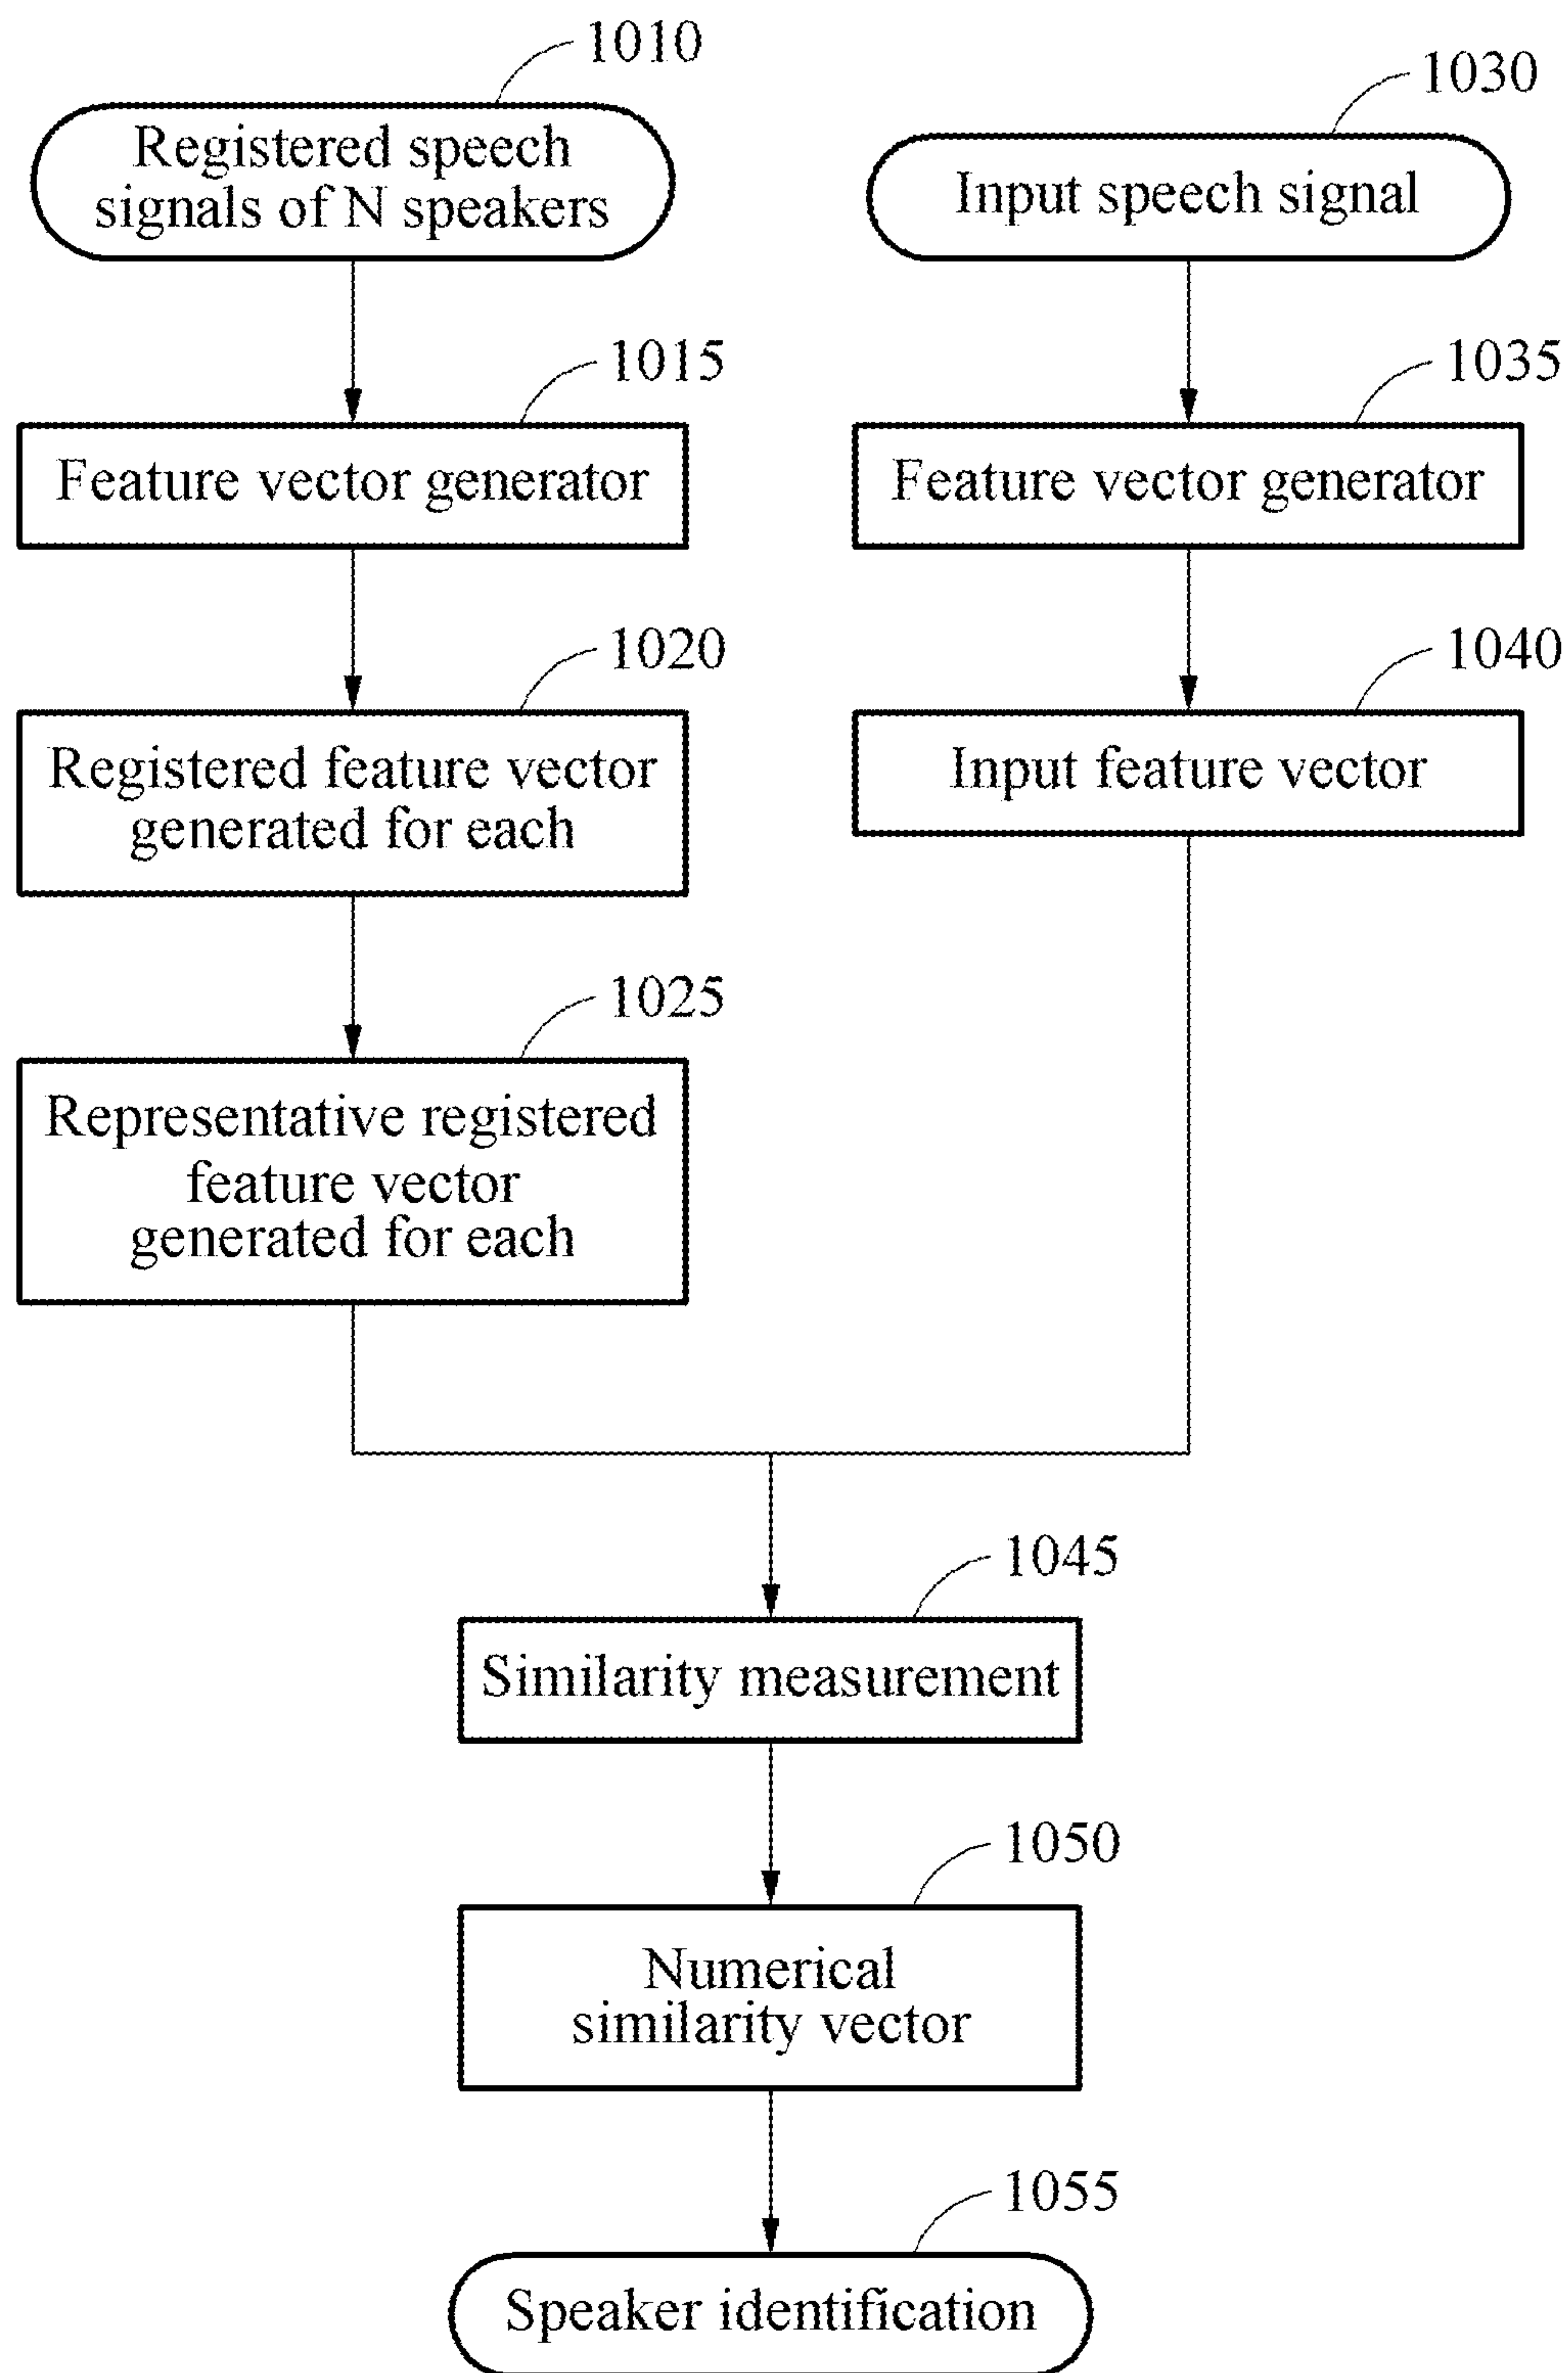 1010
Registered speech
signals of N speakers
1030
Input speech signal
1015
Feature vector generator
1035
Feature vector generator
1020
Registered feature vector
generated for each
1040
Input feature vector
1025
Representative registered
feature vector
generated for each
1045
Similarity measurement
1050
Numerical
similarity vector
1055
Speaker identification